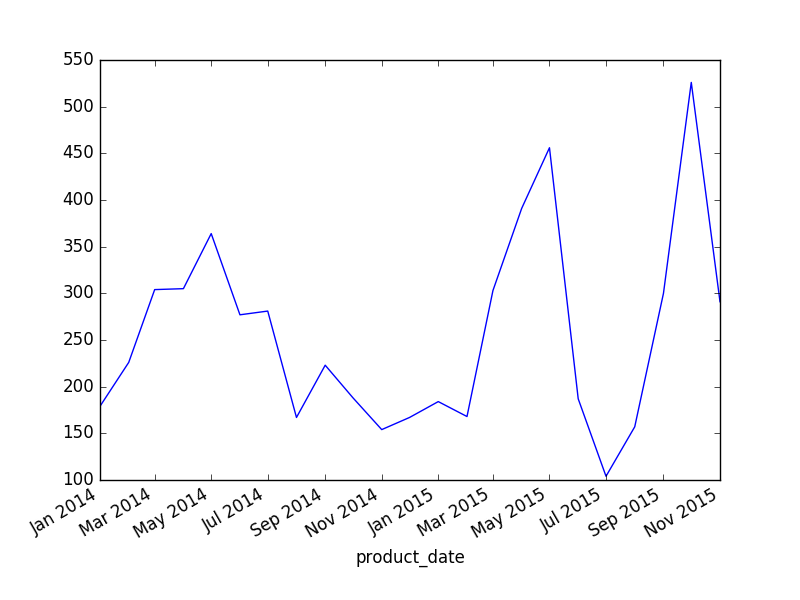 550
500
450
400
350
300
250
200
150
100
Jan 2014
Mar 2014
May 2014
Jul 2014
Sep 2014
Nov 2014
Jan 2015
Mar 2015
May 2015
Jul 2015
Sep 2015
Nov 2015
product_date